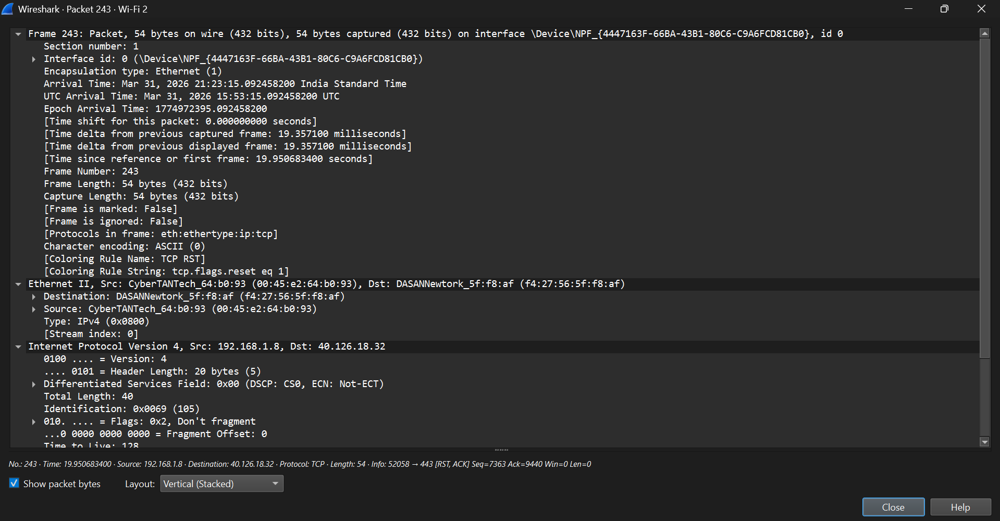 Wireshark · Packet 243 · Wi-Fi 2
Frame 243: Packet, 54 bytes on wire (432 bits), 54 bytes captured (432 bits) on interface \Device\NPF_{4447163F-66BA-43B1-80C6-C9A6FCD81CB0}, id 0
Section number: 1
Interface id: 0 (\Device\NPF_{4447163F-66BA-43B1-80C6-C9A6FCD81CB0})
Encapsulation type: Ethernet (1)
Arrival Time: Mar 31, 2026 21:23:15.092458200 India Standard Time
UTC Arrival Time: Mar 31, 2026 15:53:15.092458200 UTC
Epoch Arrival Time: 1774972395.092458200
[Time shift for this packet: 0.000000000 seconds]
[Time delta from previous captured frame: 19.357100 milliseconds]
[Time delta from previous displayed frame: 19.357100 milliseconds]
[Time since reference or first frame: 19.950683400 seconds]
Frame Number: 243
Frame Length: 54 bytes (432 bits)
Capture Length: 54 bytes (432 bits)
[Frame is marked: False]
[Frame is ignored: False]
[Protocols in frame: eth:ethertype:ip:tcp]
Character encoding: ASCII (0)
[Coloring Rule Name: TCP RST]
[Coloring Rule String: tcp.flags.reset eq 1]
Ethernet II, Src: CyberTANTech_64:b0:93 (00:45:e2:64:b0:93), Dst: DASANNewtork_5f:f8:af (f4:27:56:5f:f8:af)
Destination: DASANNewtork_5f:f8:af (f4:27:56:5f:f8:af)
Source: CyberTANTech_64:b0:93 (00:45:e2:64:b0:93)
Type: IPv4 (0x0800)
[Stream index: 0]
Internet Protocol Version 4, Src: 192.168.1.8, Dst: 40.126.18.32
0100 .... = Version: 4
.... 0101 = Header Length: 20 bytes (5)
Differentiated Services Field: 0x00 (DSCP: CS0, ECN: Not-ECT)
Total Length: 40
Identification: 0x0069 (105)
010. .... = Flags: 0x2, Don't fragment
...0 0000 0000 0000 = Fragment Offset: 0
Time to Live: 128
No.: 243 · Time: 19.950683400 · Source: 192.168.1.8 · Destination: 40.126.18.32 · Protocol: TCP · Length: 54 · Info: 52058 → 443 [RST, ACK] Seq=7363 Ack=9440 Win=0 Len=0
Show packet bytes Layout: Vertical (Stacked)
Close Help